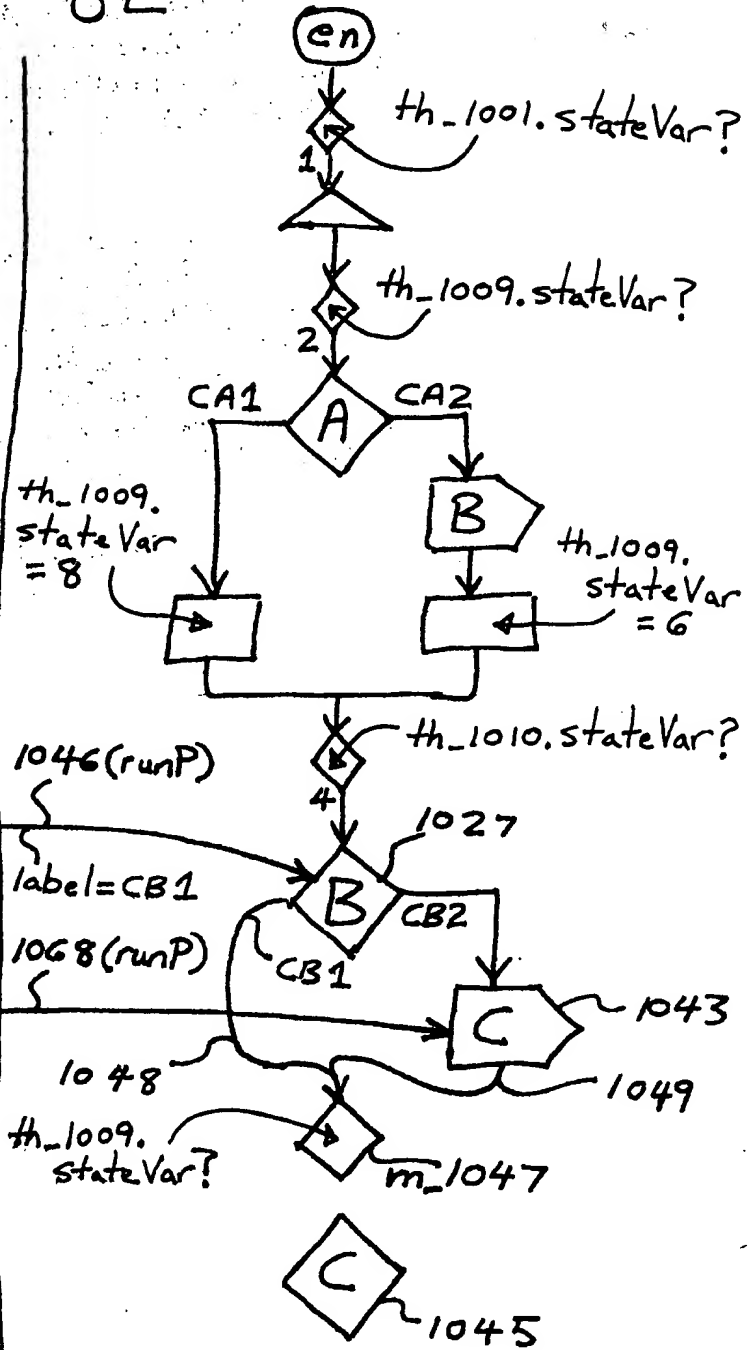 en
th_1001.stateVar?
1
th_1009.stateVar?
2
CA1
A
CA2
B
th_1009.
stateVar
= 8
th_1009.
stateVar
= 6
th_1010.stateVar?
1046(runP)
4
1027
label=CB1
B
CB2
1068(runP)
CB1
C
1043
1048
1049
th_1009.
stateVar?
m_1047
C
1045